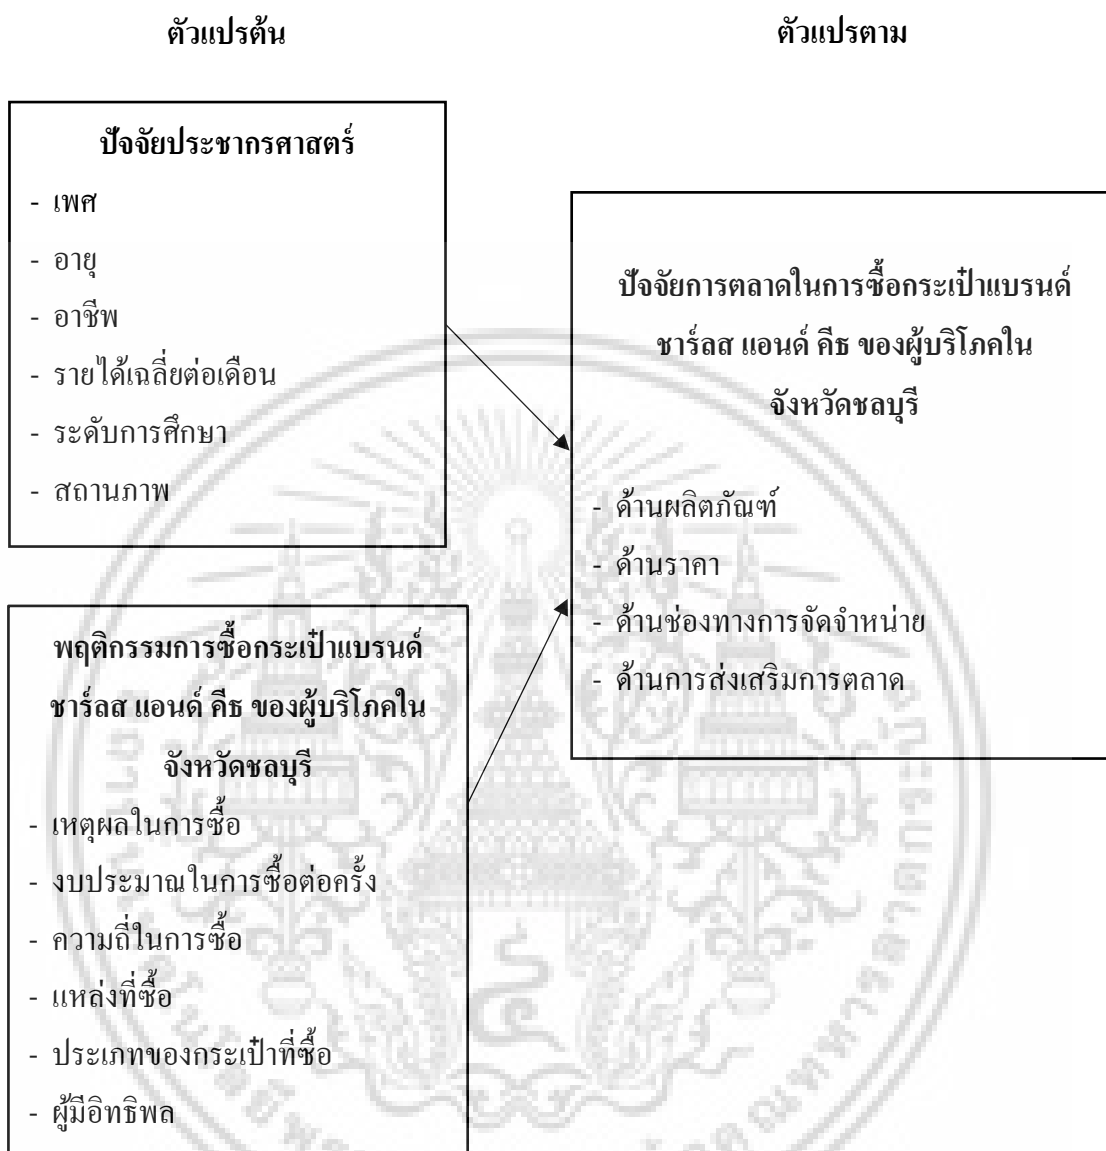 ตัวแปรต้น
ตัวแปรตาม
ปัจจัยประชากรศาสตร์
- เพศ
- อายุ
- อาชีพ
- รายได้เฉลี่ยต่อเดือน
- ระดับการศึกษา
- สถานภาพ
พฤติกรรมการซื้อกระเป๋าแบรนด์
ชาร์ลส แอนด์ คีธ ของผู้บริโภคใน
จังหวัดชลบุรี
- เหตุผลในการซื้อ
- งบประมาณในการซื้อต่อครั้ง
- ความถี่ในการซื้อ
- แหล่งที่ซื้อ
- ประเภทของกระเป๋าที่ซื้อ
- ผู้มีอิทธิพล
ปัจจัยการตลาดในการซื้อกระเป๋าแบรนด์
ชาร์ลส แอนด์ คีธ ของผู้บริโภคใน
จังหวัดชลบุรี
- ด้านผลิตภัณฑ์
- ด้านราคา
- ด้านช่องทางการจัดจำหน่าย
- ด้านการส่งเสริมการตลาด